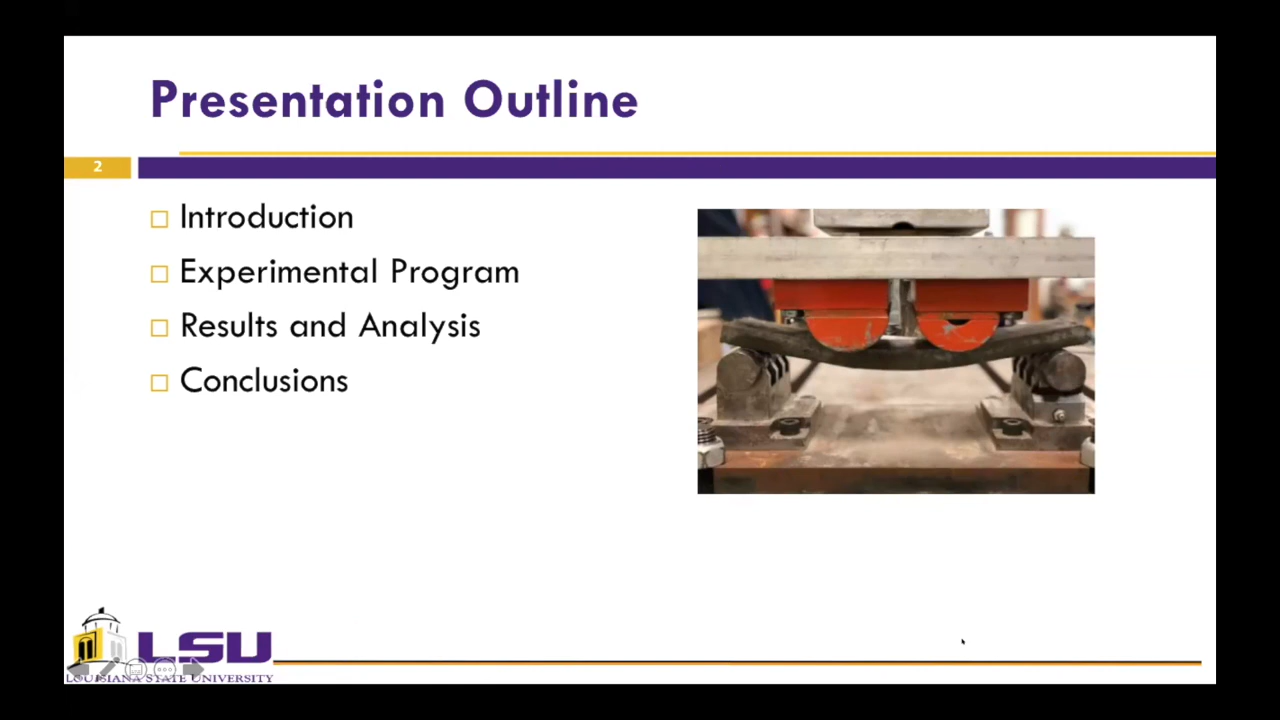 Presentation Outline
2
Introduction
Experimental Program
Results and Analysis
Conclusions
LSU
LOUISIANA STATE UNIVERSITY